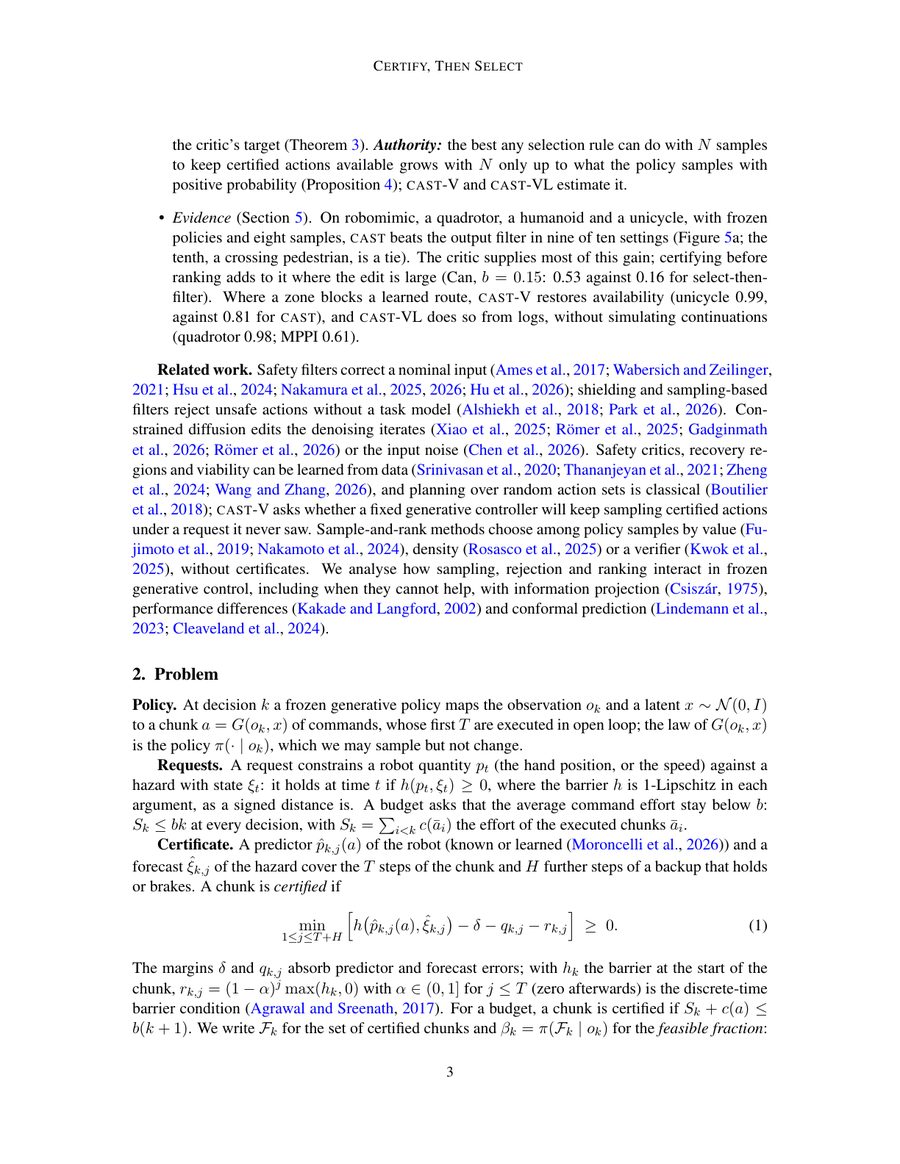 CERTIFY, THEN SELECT
the critic's target (Theorem 3). Authority: the best any selection rule can do with N samples
to keep certified actions available grows with N only up to what the policy samples with
positive probability (Proposition 4); CAST-V and CAST-VL estimate it.
• Evidence (Section 5). On robomimic, a quadrotor, a humanoid and a unicycle, with frozen
policies and eight samples, CAST beats the output filter in nine of ten settings (Figure 5a; the
tenth, a crossing pedestrian, is a tie). The critic supplies most of this gain; certifying before
ranking adds to it where the edit is large (Can, b = 0.15: 0.53 against 0.16 for select-then-
filter). Where a zone blocks a learned route, CAST-V restores availability (unicycle 0.99,
against 0.81 for CAST), and CAST-VL does so from logs, without simulating continuations
(quadrotor 0.98; MPPI 0.61).
Related work. Safety filters correct a nominal input (Ames et al., 2017; Wabersich and Zeilinger,
2021; Hsu et al., 2024; Nakamura et al., 2025, 2026; Hu et al., 2026); shielding and sampling-based
filters reject unsafe actions without a task model (Alshiekh et al., 2018; Park et al., 2026). Con-
strained diffusion edits the denoising iterates (Xiao et al., 2025; Römer et al., 2025; Gadginmath
et al., 2026; Römer et al., 2026) or the input noise (Chen et al., 2026). Safety critics, recovery re-
gions and viability can be learned from data (Srinivasan et al., 2020; Thananjeyan et al., 2021; Zheng
et al., 2024; Wang and Zhang, 2026), and planning over random action sets is classical (Boutilier
et al., 2018); CAST-V asks whether a fixed generative controller will keep sampling certified actions
under a request it never saw. Sample-and-rank methods choose among policy samples by value (Fu-
jimoto et al., 2019; Nakamoto et al., 2024), density (Rosasco et al., 2025) or a verifier (Kwok et al.,
2025), without certificates. We analyse how sampling, rejection and ranking interact in frozen
generative control, including when they cannot help, with information projection (Csiszár, 1975),
performance differences (Kakade and Langford, 2002) and conformal prediction (Lindemann et al.,
2023; Cleaveland et al., 2024).
2. Problem
Policy. At decision k a frozen generative policy maps the observation o_k and a latent x ∼ 𝒩(0, I)
to a chunk a = G(o_k, x) of commands, whose first T are executed in open loop; the law of G(o_k, x)
is the policy π(· | o_k), which we may sample but not change.
Requests. A request constrains a robot quantity p_t (the hand position, or the speed) against a
hazard with state ξ_t: it holds at time t if h(p_t, ξ_t) ≥ 0, where the barrier h is 1-Lipschitz in each
argument, as a signed distance is. A budget asks that the average command effort stay below b:
S_k ≤ bk at every decision, with S_k = ∑_{i<k} c(ā_i) the effort of the executed chunks ā_i.
Certificate. A predictor p̂_{k,j}(a) of the robot (known or learned (Moroncelli et al., 2026)) and a
forecast ξ̂_{k,j} of the hazard cover the T steps of the chunk and H further steps of a backup that holds
or brakes. A chunk is certified if
min_{1≤j≤T+H} [h(p̂_{k,j}(a), ξ̂_{k,j}) − δ − q_{k,j} − r_{k,j}] ≥ 0. (1)
The margins δ and q_{k,j} absorb predictor and forecast errors; with h_k the barrier at the start of the
chunk, r_{k,j} = (1 − α)^j max(h_k, 0) with α ∈ (0, 1] for j ≤ T (zero afterwards) is the discrete-time
barrier condition (Agrawal and Sreenath, 2017). For a budget, a chunk is certified if S_k + c(a) ≤
b(k + 1). We write ℱ_k for the set of certified chunks and β_k = π(ℱ_k | o_k) for the feasible fraction:
3